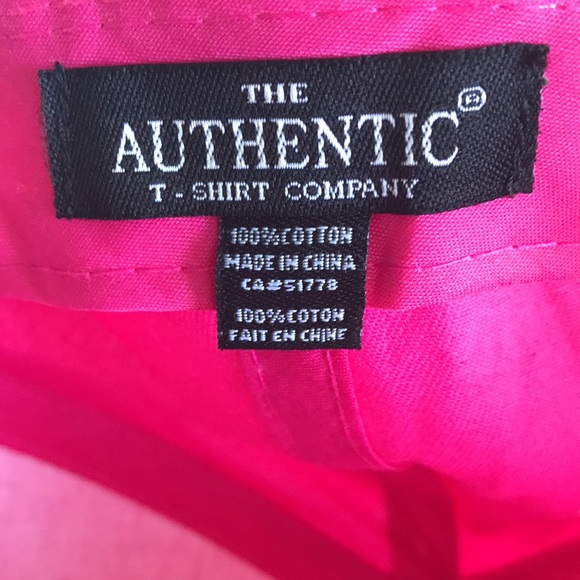 THE
AUTHENTIC®
T-SHIRT COMPANY
100% COTTON
MADE IN CHINA
CA#51778
100% COTON
FAIT EN CHINE